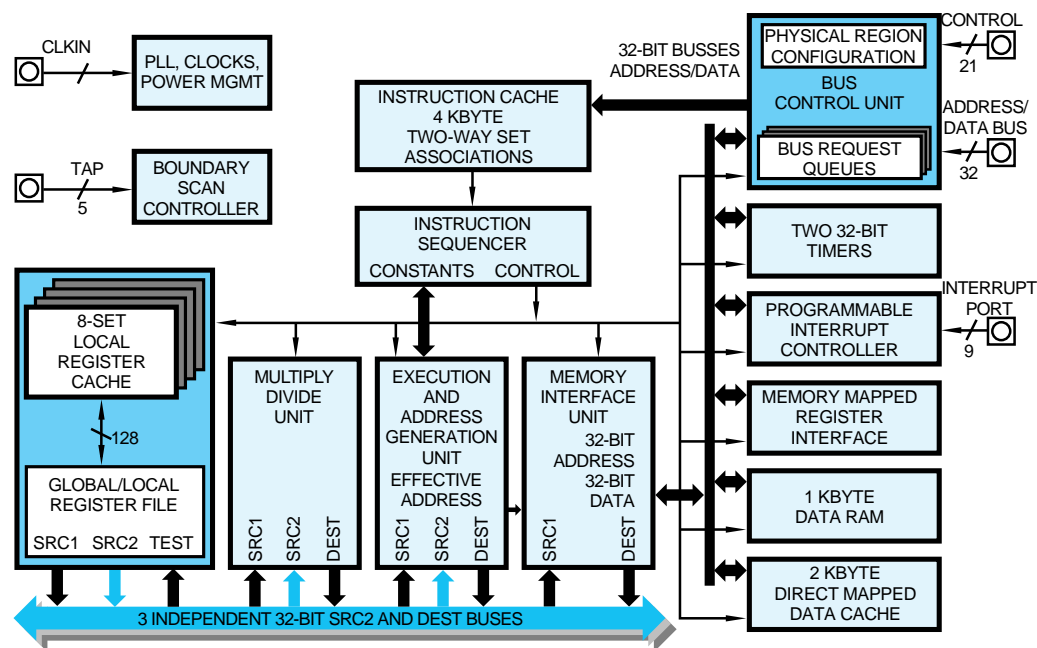 CLKIN
PLL, CLOCKS,
POWER MGMT
TAP
5
BOUNDARY
SCAN
CONTROLLER
INSTRUCTION CACHE
4 KBYTE
TWO-WAY SET
ASSOCIATIONS
32-BIT BUSSES
ADDRESS/DATA
PHYSICAL REGION
CONFIGURATION
BUS
CONTROL UNIT
BUS REQUEST
QUEUES
CONTROL
21
ADDRESS/
DATA BUS
32
INSTRUCTION
SEQUENCER
CONSTANTS CONTROL
TWO 32-BIT
TIMERS
PROGRAMMABLE
INTERRUPT
CONTROLLER
INTERRUPT
PORT
9
MEMORY MAPPED
REGISTER
INTERFACE
1 KBYTE
DATA RAM
2 KBYTE
DIRECT MAPPED
DATA CACHE
8-SET
LOCAL
REGISTER
CACHE
128
GLOBAL/LOCAL
REGISTER FILE
SRC1 SRC2 TEST
MULTIPLY
DIVIDE
UNIT
SRC1
SRC2
DEST
EXECUTION
AND
ADDRESS
GENERATION
UNIT
EFFECTIVE
ADDRESS
SRC1
SRC2
DEST
MEMORY
INTERFACE
UNIT
32-BIT
ADDRESS
32-BIT
DATA
SRC1
DEST
3 INDEPENDENT 32-BIT SRC2 AND DEST BUSES